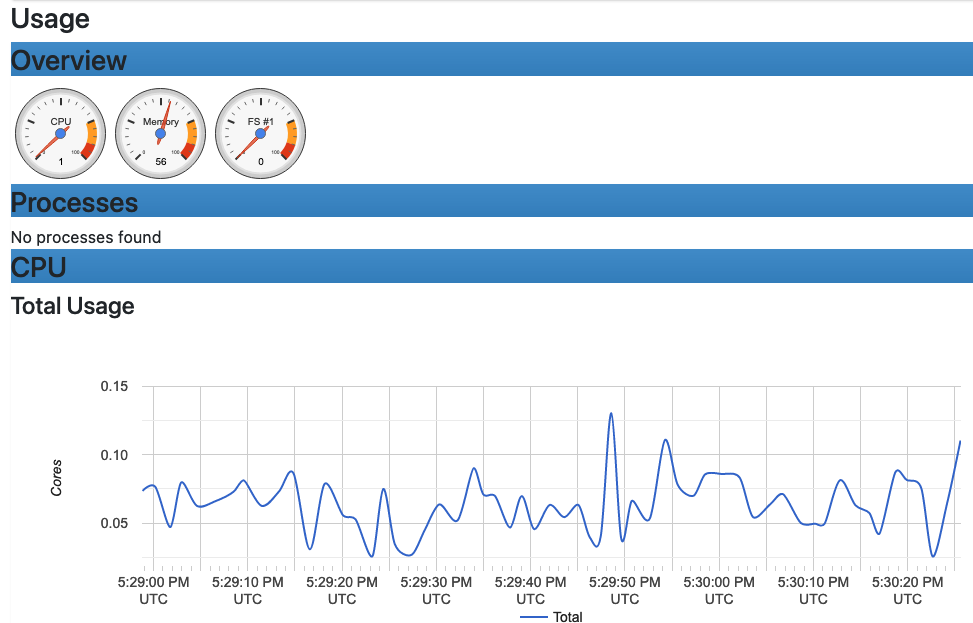 Usage
Overview
CPU
0
100
1
Memory
0
100
56
FS #1
0
100
0
Processes
No processes found
CPU
Total Usage
0.15
0.10
0.05
Cores
5:29:00 PM UTC
5:29:10 PM UTC
5:29:20 PM UTC
5:29:30 PM UTC
5:29:40 PM UTC
5:29:50 PM UTC
5:30:00 PM UTC
5:30:10 PM UTC
5:30:20 PM UTC
Total